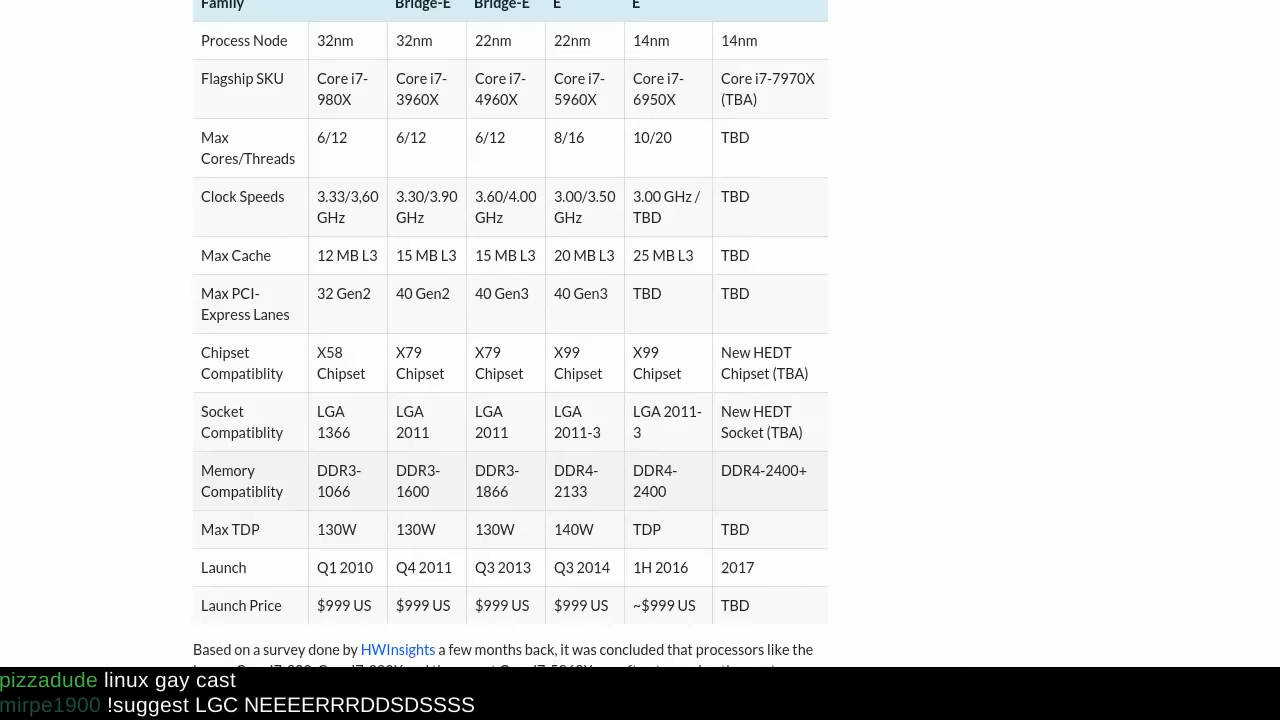 Family Bridge-E Bridge-E E E
Process Node 32nm 32nm 22nm 22nm 14nm 14nm
Flagship SKU Core i7- Core i7- Core i7- Core i7- Core i7- Core i7-7970X
980X 3960X 4960X 5960X 6950X (TBA)
Max 6/12 6/12 6/12 8/16 10/20 TBD
Cores/Threads
Clock Speeds 3.33/3,60 3.30/3.90 3.60/4.00 3.00/3.50 3.00 GHz / TBD
GHz GHz GHz GHz TBD
Max Cache 12 MB L3 15 MB L3 15 MB L3 20 MB L3 25 MB L3 TBD
Max PCI- 32 Gen2 40 Gen2 40 Gen3 40 Gen3 TBD TBD
Express Lanes
Chipset X58 X79 X79 X99 X99 New HEDT
Compatiblity Chipset Chipset Chipset Chipset Chipset Chipset (TBA)
Socket LGA LGA LGA LGA LGA 2011- New HEDT
Compatiblity 1366 2011 2011 2011-3 3 Socket (TBA)
Memory DDR3- DDR3- DDR3- DDR4- DDR4- DDR4-2400+
Compatiblity 1066 1600 1866 2133 2400
Max TDP 130W 130W 130W 140W TDP TBD
Launch Q1 2010 Q4 2011 Q3 2013 Q3 2014 1H 2016 2017
Launch Price $999 US $999 US $999 US $999 US ~$999 US TBD
Based on a survey done by HWInsights a few months back, it was concluded that processors like the
pizzadude linux gay cast
mirpe1900 !suggest LGC NEEEERRRDDSDSSSS